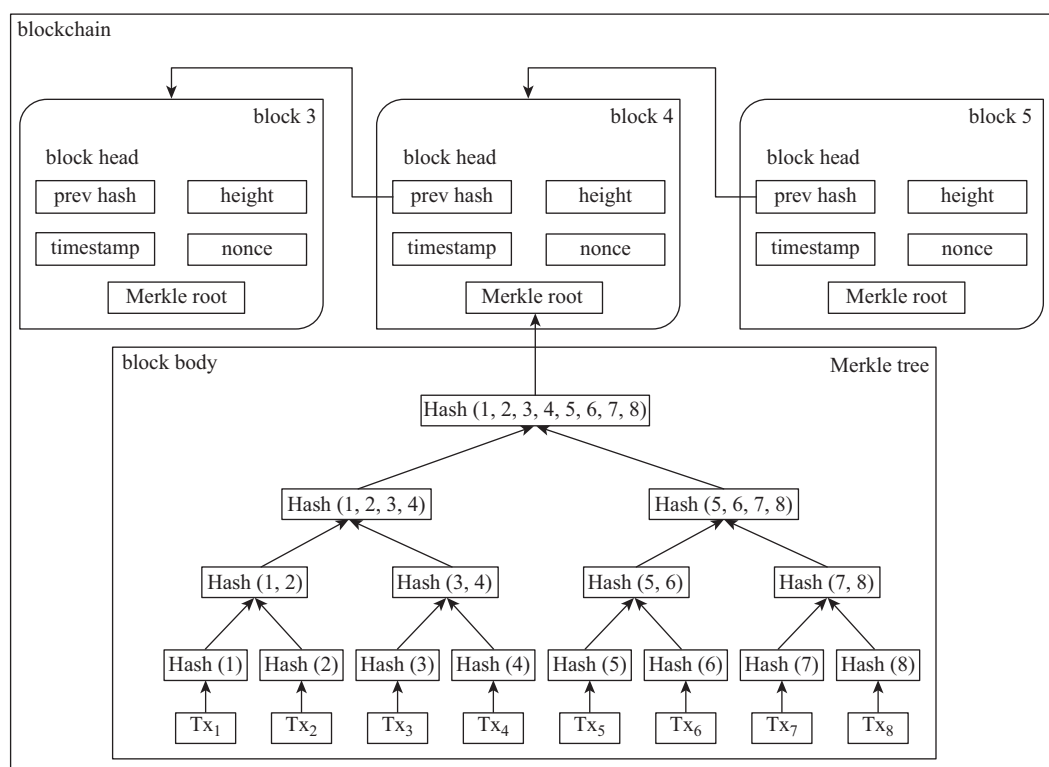 blockchain
block 3
block 4
block 5
block head
block head
block head
prev hash
height
prev hash
height
prev hash
height
timestamp
nonce
timestamp
nonce
timestamp
nonce
Merkle root
Merkle root
Merkle root
block body
Merkle tree
Hash (1, 2, 3, 4, 5, 6, 7, 8)
Hash (1, 2, 3, 4)
Hash (5, 6, 7, 8)
Hash (1, 2)
Hash (3, 4)
Hash (5, 6)
Hash (7, 8)
Hash (1)
Hash (2)
Hash (3)
Hash (4)
Hash (5)
Hash (6)
Hash (7)
Hash (8)
Tx₁
Tx₂
Tx₃
Tx₄
Tx₅
Tx₆
Tx₇
Tx₈